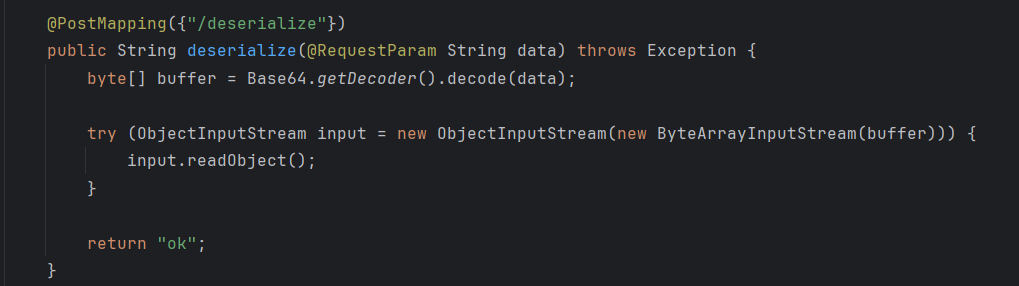 @PostMapping({"/deserialize"})
public String deserialize(@RequestParam String data) throws Exception {
byte[] buffer = Base64.getDecoder().decode(data);
try (ObjectInputStream input = new ObjectInputStream(new ByteArrayInputStream(buffer))) {
input.readObject();
}
return "ok";
}